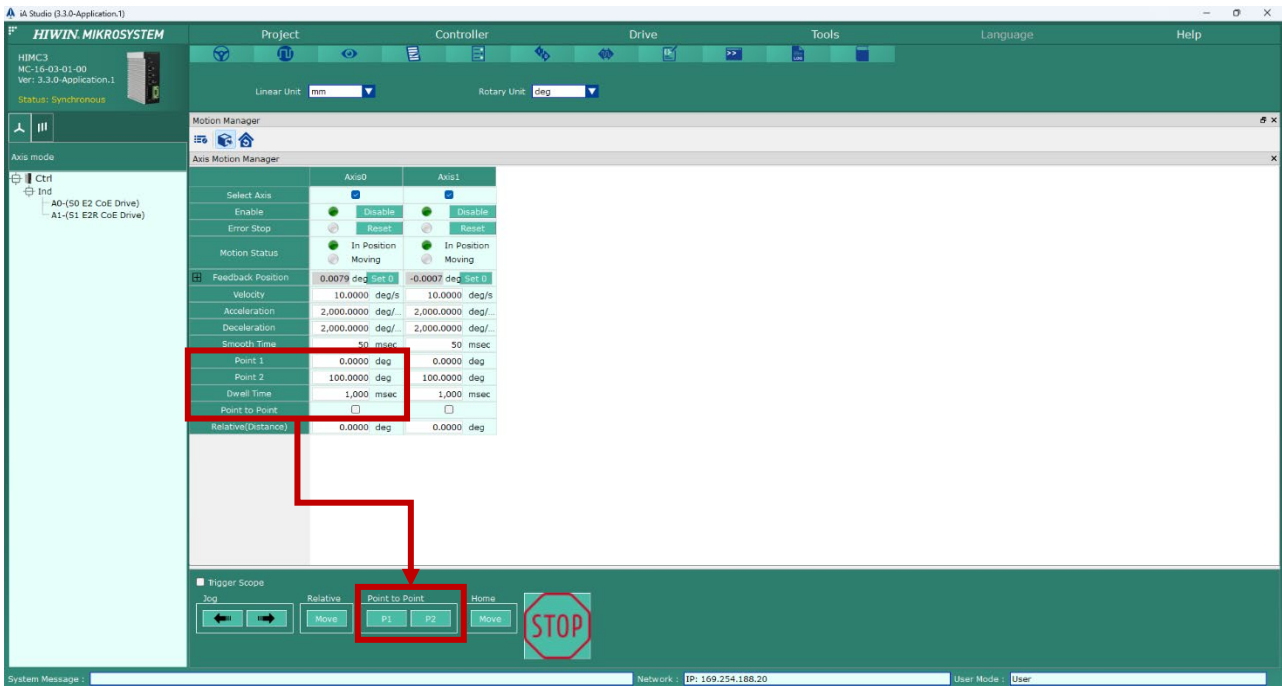 iA Studio (3.3.0-Application.1)
HIWIN. MIKROSYSTEM
Project Controller Drive Tools Language Help
HIMC3
MC-16-03-01-00
Ver: 3.3.0-Application.1
Status: Synchronous
Linear Unit mm Rotary Unit deg
Motion Manager
Axis mode
Axis Motion Manager
Ctrl
Ind
A0-(S0 E2 CoE Drive)
A1-(S1 E2R CoE Drive)
Axis0 Axis1
Select Axis
Enable Disable Disable
Error Stop Reset Reset
Motion Status In Position Moving In Position Moving
Feedback Position 0.0079 deg Set 0 -0.0007 deg Set 0
Velocity 10.0000 deg/s 10.0000 deg/s
Acceleration 2,000.0000 deg/... 2,000.0000 deg/...
Deceleration 2,000.0000 deg/... 2,000.0000 deg/...
Smooth Time 50 msec 50 msec
Point 1 0.0000 deg 0.0000 deg
Point 2 100.0000 deg 100.0000 deg
Dwell Time 1,000 msec 1,000 msec
Point to Point
Relative(Distance) 0.0000 deg 0.0000 deg
Trigger Scope
Jog Relative Point to Point Home
Move P1 P2 Move
STOP
System Message : Network : IP: 169.254.188.20 User Mode : User